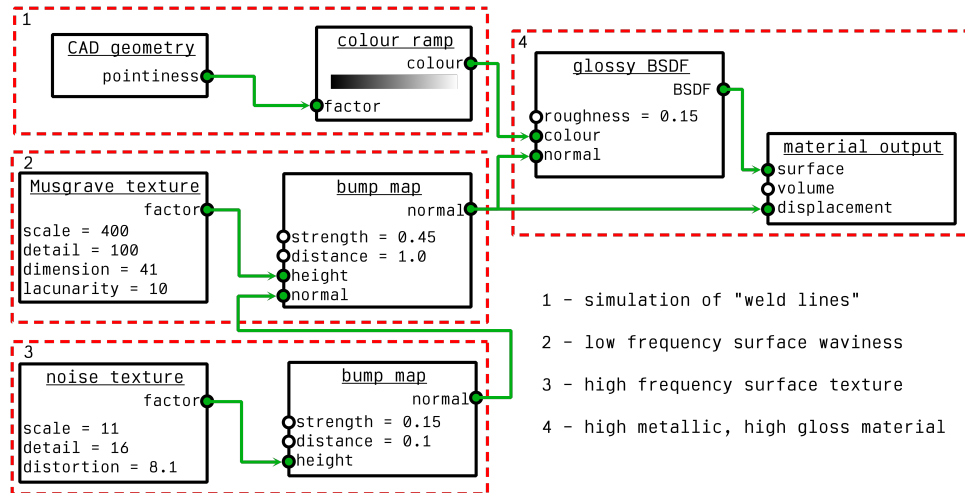 1
CAD geometry
pointiness
colour ramp
colour
factor
2
Musgrave texture
factor
scale = 400
detail = 100
dimension = 41
lacunarity = 10
bump map
normal
strength = 0.45
distance = 1.0
height
normal
3
noise texture
factor
scale = 11
detail = 16
distortion = 8.1
bump map
normal
strength = 0.15
distance = 0.1
height
4
glossy BSDF
BSDF
roughness = 0.15
colour
normal
material output
surface
volume
displacement
1 - simulation of "weld lines"
2 - low frequency surface waviness
3 - high frequency surface texture
4 - high metallic, high gloss material